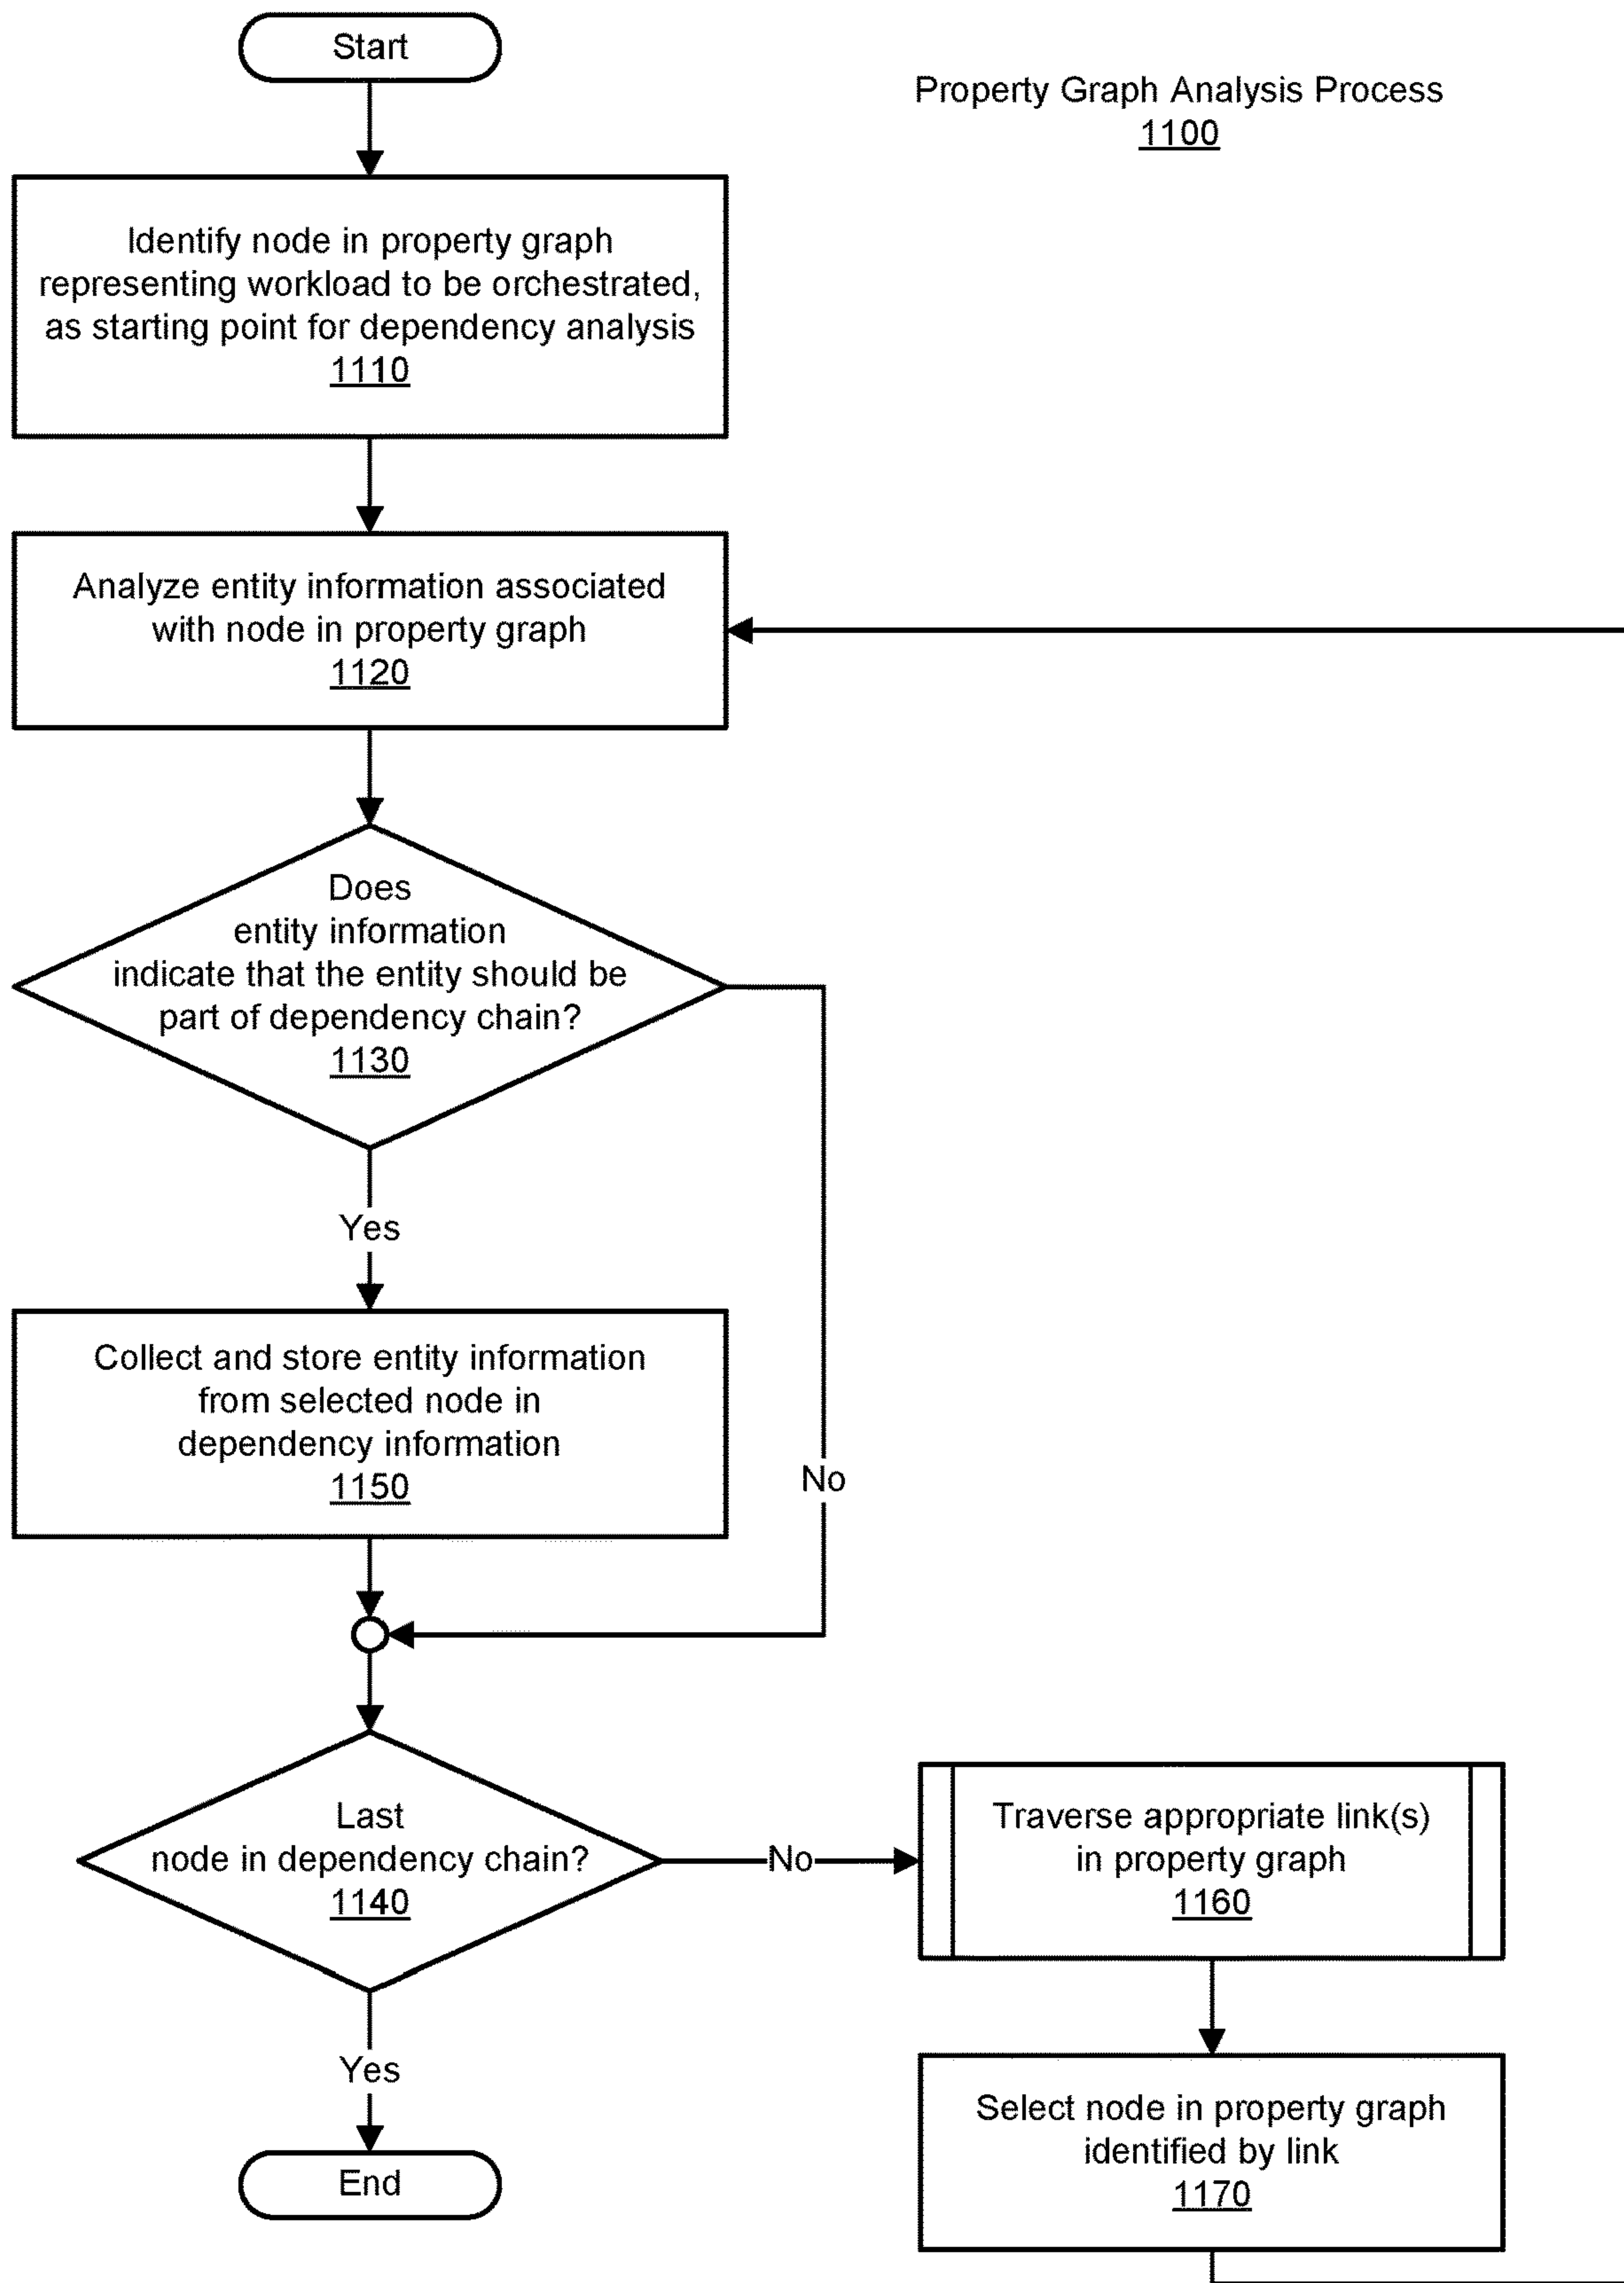 Start
Property Graph Analysis Process
1100
Identify node in property graph
representing workload to be orchestrated,
as starting point for dependency analysis
1110
Analyze entity information associated
with node in property graph
1120
Does
entity information
indicate that the entity should be
part of dependency chain?
1130
Yes
Collect and store entity information
from selected node in
dependency information
1150
No
Last
node in dependency chain?
1140
No
Traverse appropriate link(s)
in property graph
1160
Yes
Select node in property graph
identified by link
1170
End